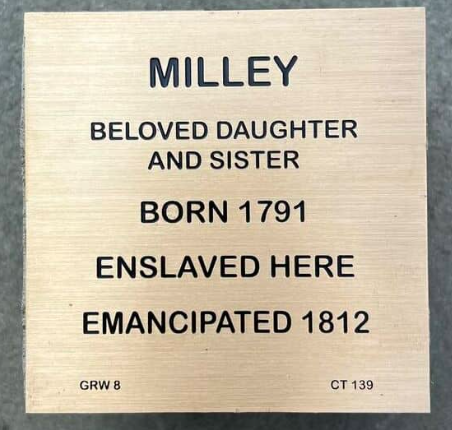 MILLEY
BELOVED DAUGHTER
AND SISTER
BORN 1791
ENSLAVED HERE
EMANCIPATED 1812
GRW 8 CT 139